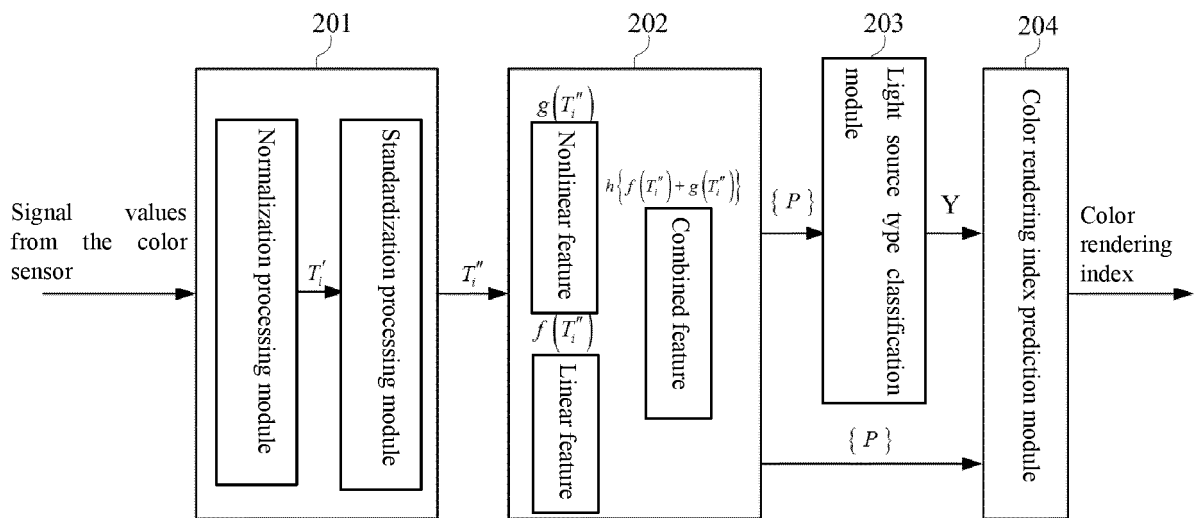 201
202
203
204
Signal values
from the color
sensor
Normalization processing module
T_i'
Standardization processing module
T_i''
g(T_i'')
Nonlinear feature
f(T_i'')
Linear feature
h{f(T_i'')+g(T_i'')}
Combined feature
{P}
Light source type classification
module
Y
{P}
Color rendering index prediction module
Color
rendering
index